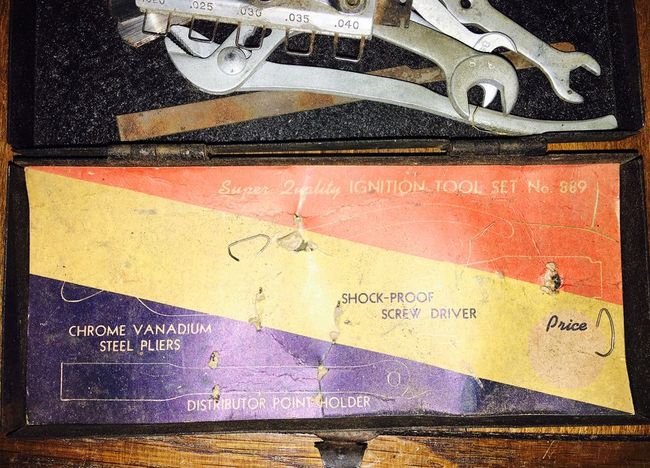 .025 .030 .035 .040
Super Quality IGNITION TOOL SET No. 889
SHOCK-PROOF
SCREW DRIVER
Price
CHROME VANADIUM
STEEL PLIERS
DISTRIBUTOR POINT HOLDER